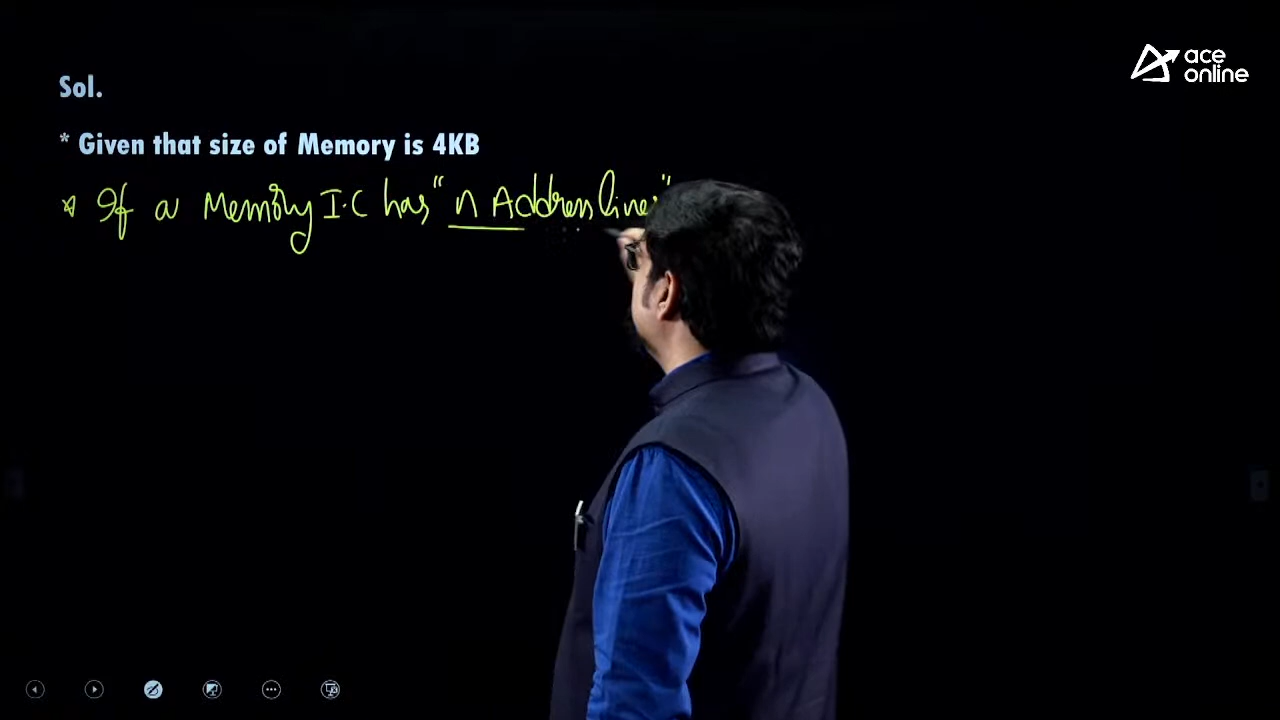 ace
online
Sol.
* Given that size of Memory is 4KB
* If a Memory I.C has "n Address lines"